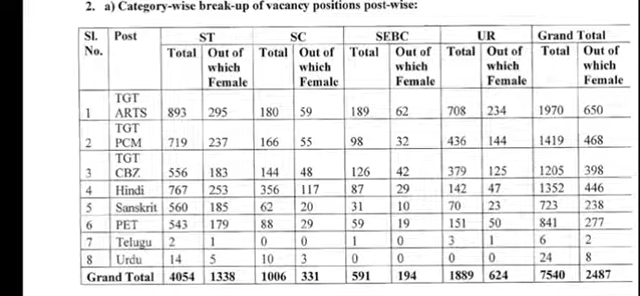 2. a) Category-wise break-up of vacancy positions post-wise:
Sl. No. Post ST SC SEBC UR Grand Total
Total Out of which Female Total Out of which Female Total Out of which Female Total Out of which Female Total Out of which Female
1 TGT ARTS 893 295 180 59 189 62 708 234 1970 650
2 TGT PCM 719 237 166 55 98 32 436 144 1419 468
3 TGT CBZ 556 183 144 48 126 42 379 125 1205 398
4 Hindi 767 253 356 117 87 29 142 47 1352 446
5 Sanskrit 560 185 62 20 31 10 70 23 723 238
6 PET 543 179 88 29 59 19 151 50 841 277
7 Telugu 2 1 0 0 1 0 3 1 6 2
8 Urdu 14 5 10 3 0 0 0 0 24 8
Grand Total 4054 1338 1006 331 591 194 1889 624 7540 2487